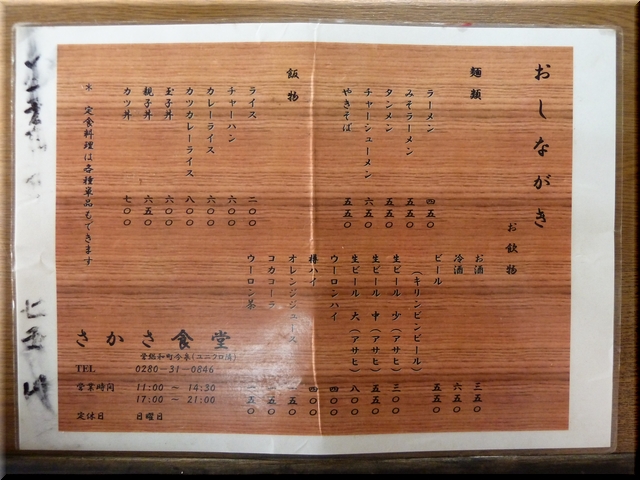 おしながき
麺類
ラーメン 四五〇
みそラーメン 五五〇
タンメン 五五〇
チャーシューメン 六五〇
やきそば 五五〇
飯物
ライス 二〇〇
チャーハン 六〇〇
カレーライス 六〇〇
カツカレーライス 八〇〇
玉子丼 六〇〇
親子丼 六五〇
カツ丼 七〇〇
※ 定食料理は各種単品もできます
お飲物
お酒 三五〇
冷酒 六五〇
ビール 五五〇
（キリンビンビール）
生ビール 少（アサヒ） 三〇〇
生ビール 中（アサヒ） 五五〇
生ビール 大（アサヒ） 八〇〇
ウーロンハイ 四〇〇
樽ハイ 四〇〇
オレンジジュース
コカコーラ
ウーロン茶
さかさ食堂
TEL 0280-31-0846
営業時間 11:00 ～ 14:30
17:00 ～ 21:00
定休日 日曜日